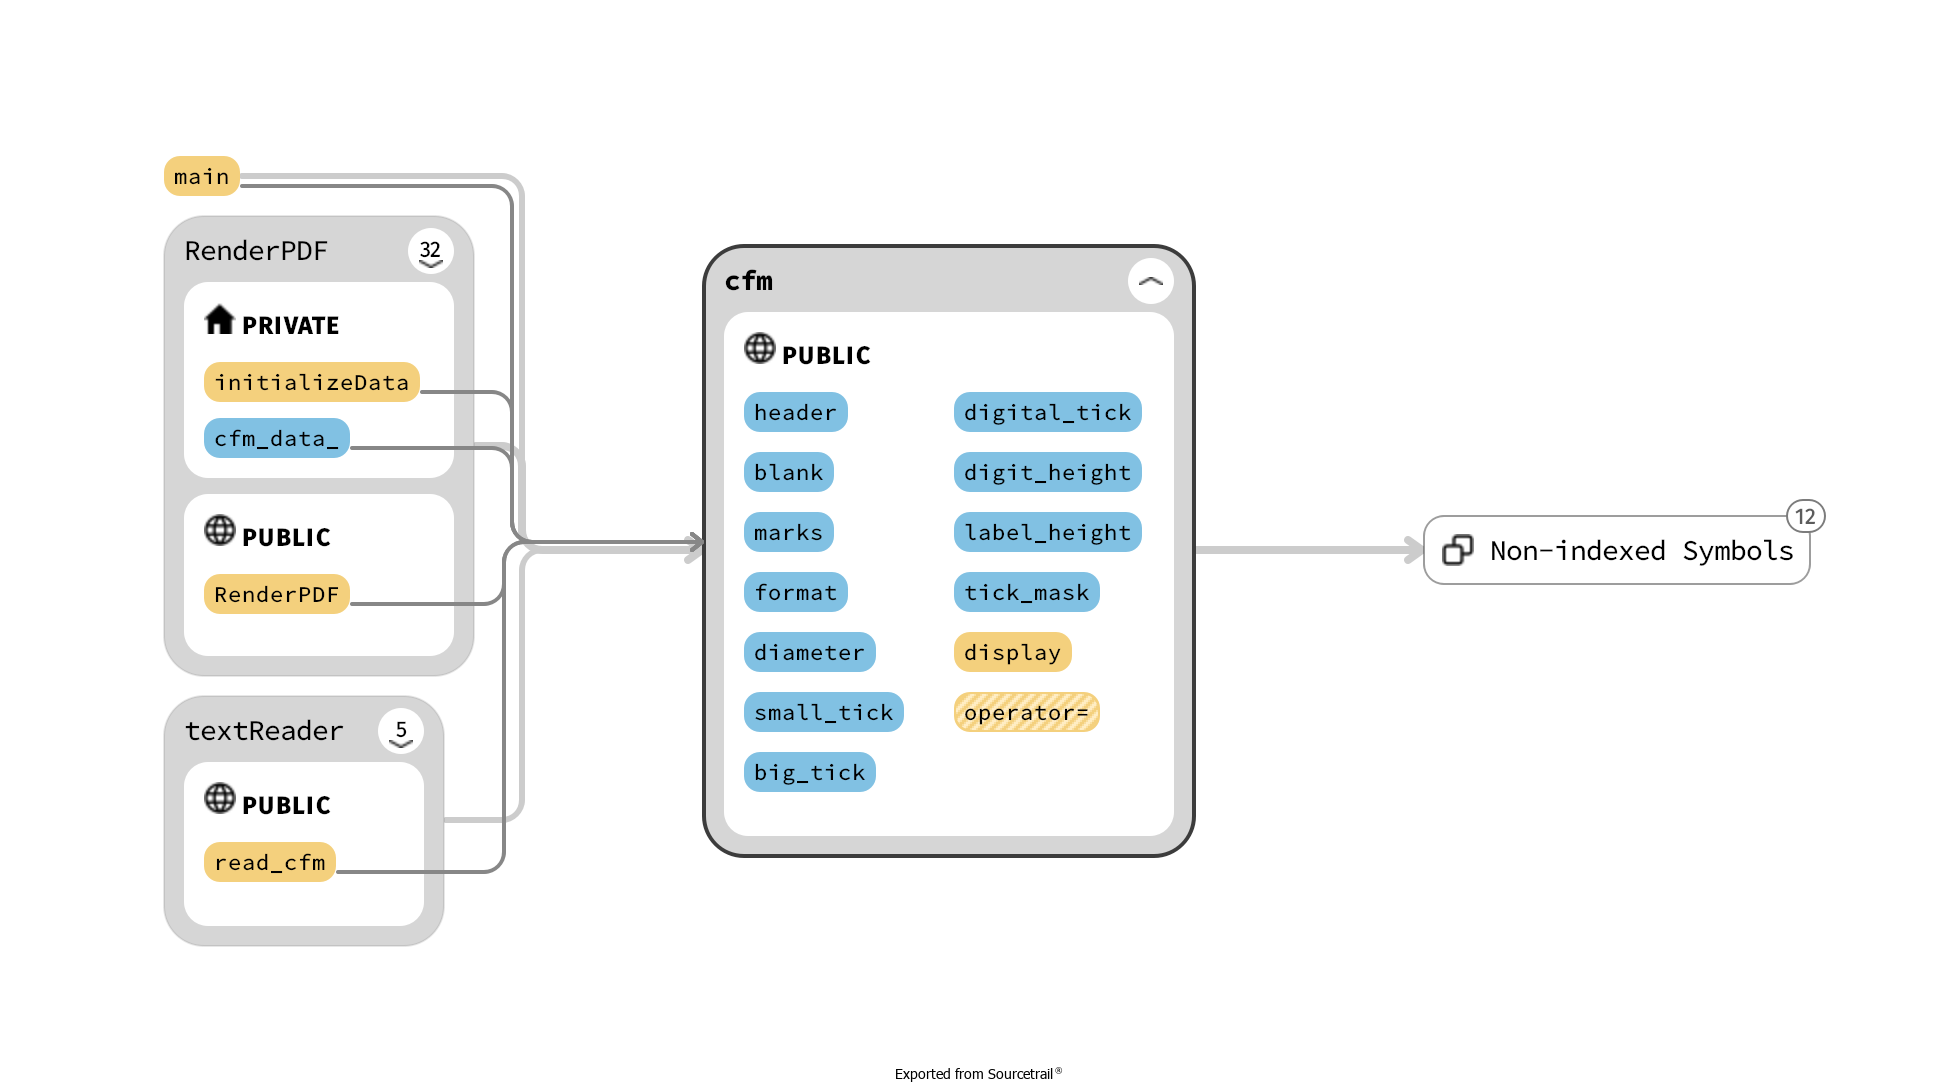 main
RenderPDF
32
PRIVATE
initializeData
cfm_data_
PUBLIC
RenderPDF
textReader
5
PUBLIC
read_cfm
cfm
PUBLIC
header
digital_tick
blank
digit_height
marks
label_height
format
tick_mask
diameter
display
small_tick
operator=
big_tick
12
Non-indexed Symbols
Exported from Sourcetrail®